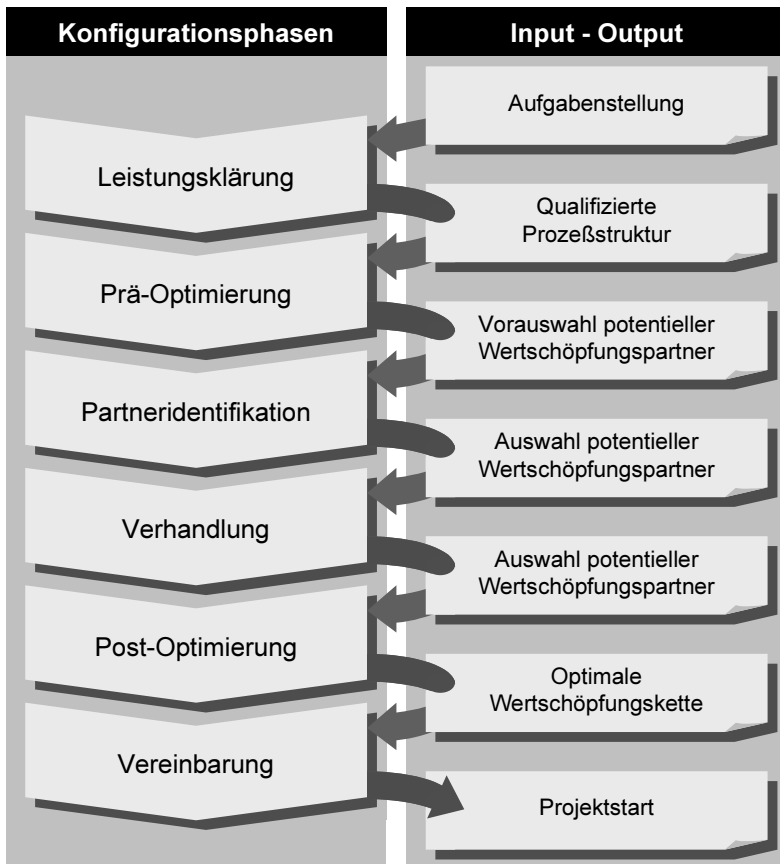 Konfigurationsphasen
Input - Output
Aufgabenstellung
Leistungsklärung
Qualifizierte
Prozeßstruktur
Prä-Optimierung
Vorauswahl potentieller
Wertschöpfungspartner
Partneridentifikation
Auswahl potentieller
Wertschöpfungspartner
Verhandlung
Auswahl potentieller
Wertschöpfungspartner
Post-Optimierung
Optimale
Wertschöpfungskette
Vereinbarung
Projektstart